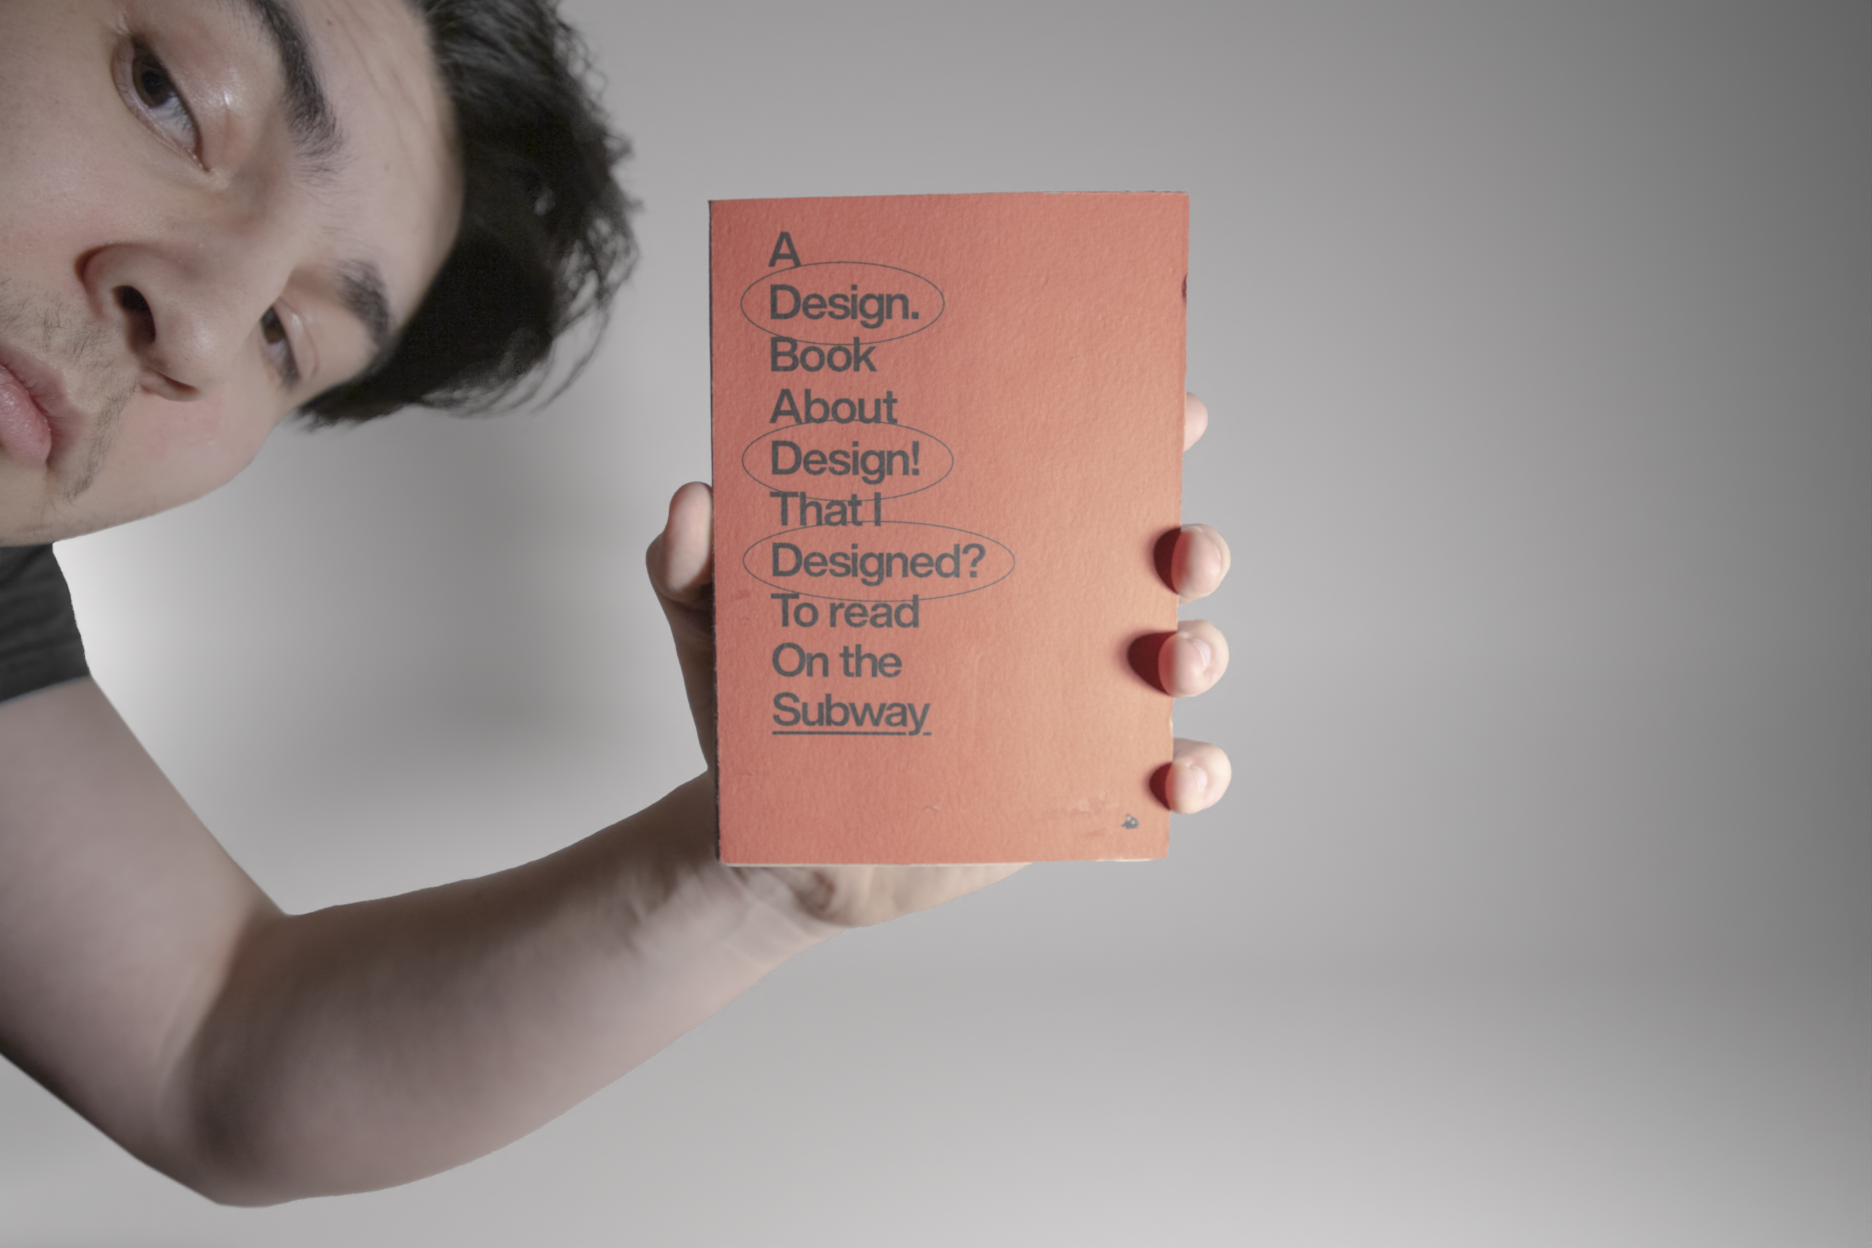 A
Design.
Book
About
Design!
That I
Designed?
To read
On the
Subway